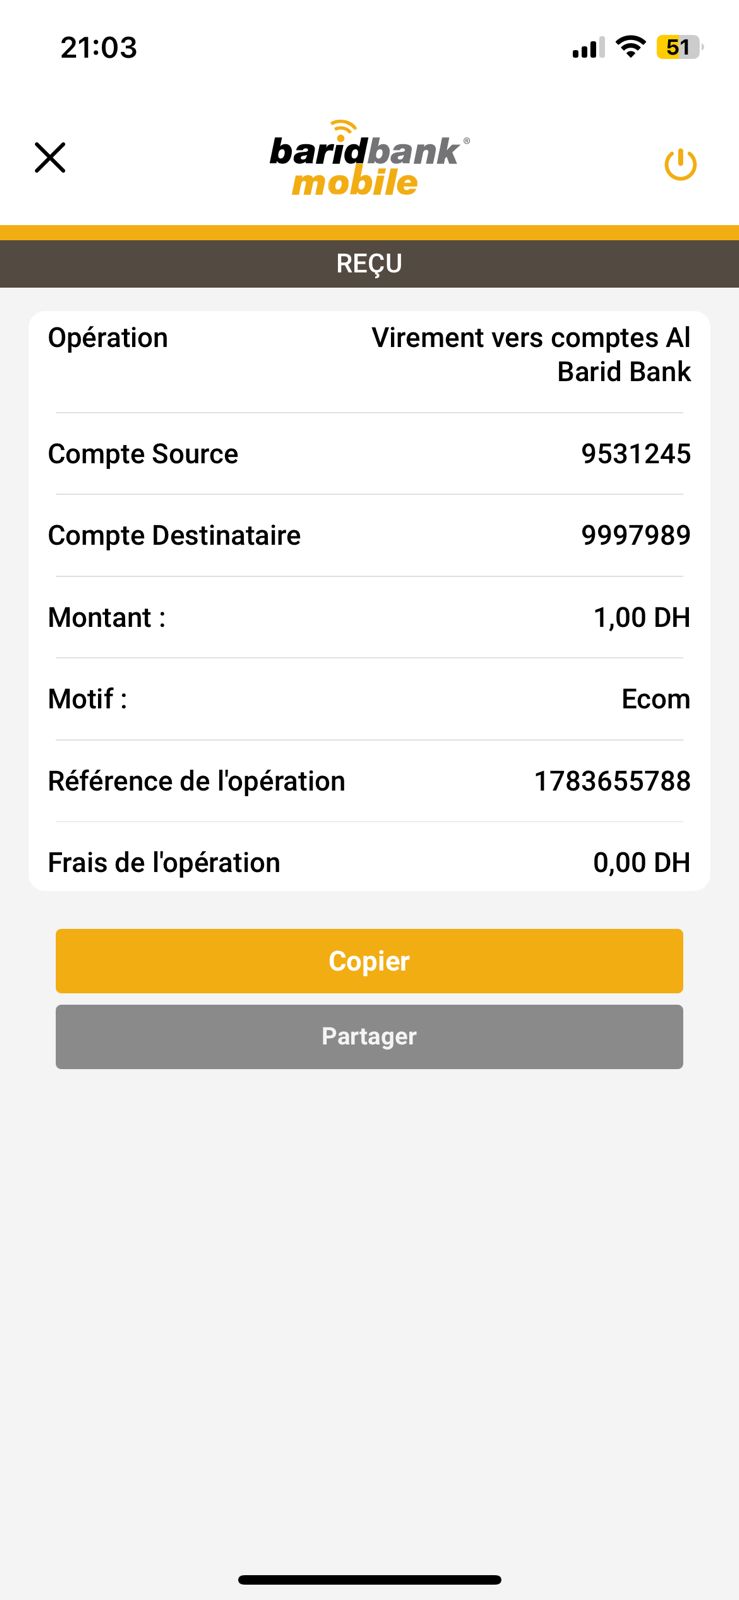 21:03
51
baridbank®
mobile
REÇU
Opération Virement vers comptes Al
Barid Bank
Compte Source 9531245
Compte Destinataire 9997989
Montant : 1,00 DH
Motif : Ecom
Référence de l'opération 1783655788
Frais de l'opération 0,00 DH
Copier
Partager